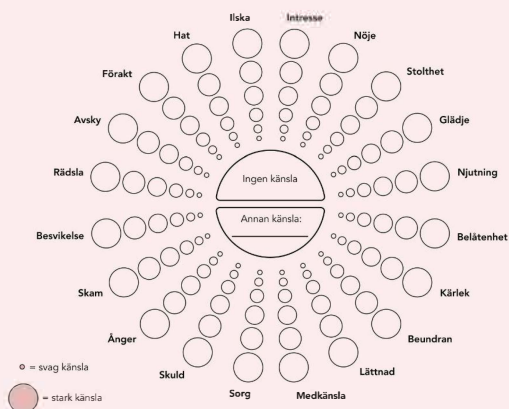 Ilska
Intresse
Nöje
Stolthet
Glädje
Njutning
Belåtenhet
Kärlek
Beundran
Lättnad
Medkänsla
Sorg
Skuld
Ånger
Skam
Besvikelse
Rädsla
Avsky
Förakt
Hat
Ingen känsla
Annan känsla:
= svag känsla
= stark känsla